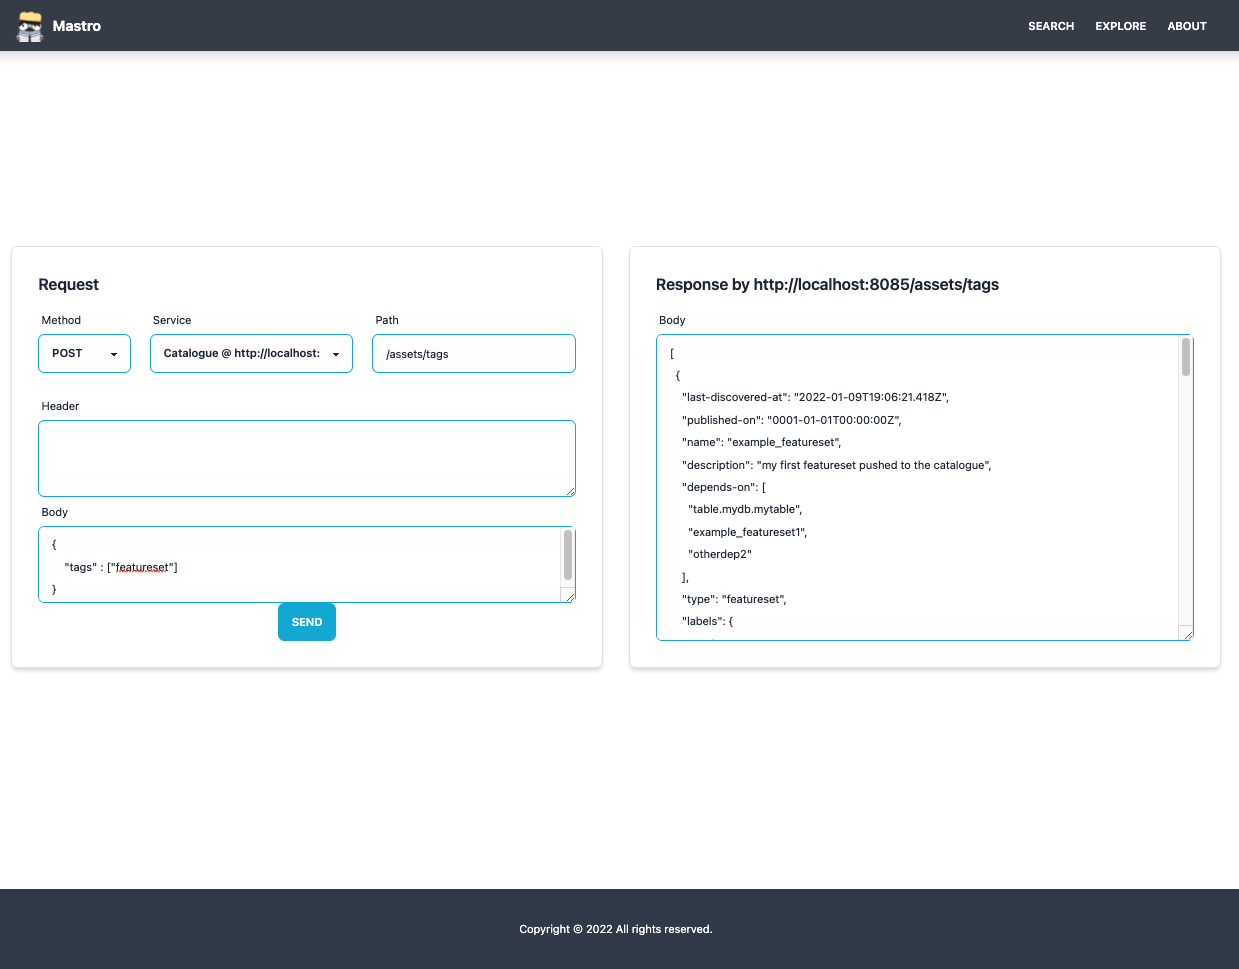 Mastro
SEARCH EXPLORE ABOUT
Request
Method Service Path
POST Catalogue @ http://localhost: /assets/tags
Header
Body
{
"tags" : ["featureset"]
}
SEND
Response by http://localhost:8085/assets/tags
Body
[
{
"last-discovered-at": "2022-01-09T19:06:21.418Z",
"published-on": "0001-01-01T00:00:00Z",
"name": "example_featureset",
"description": "my first featureset pushed to the catalogue",
"depends-on": [
"table.mydb.mytable",
"example_featureset1",
"otherdep2"
],
"type": "featureset",
"labels": {
Copyright © 2022 All rights reserved.